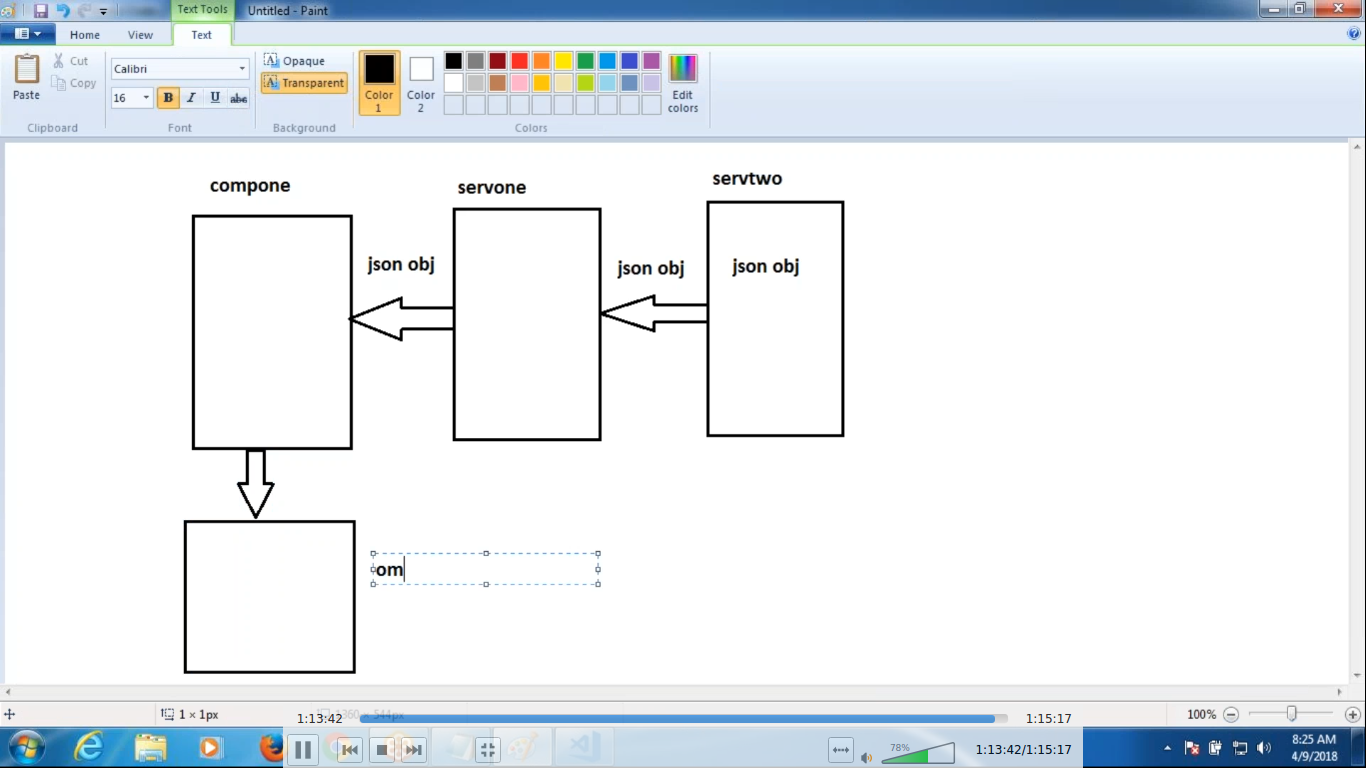 Text Tools
Untitled - Paint
Home
View
Text
Paste
Cut
Copy
Clipboard
Calibri
16
B I U abc
Font
Opaque
Transparent
Background
Color 1
Color 2
Edit colors
Colors
compone
servone
servtwo
json obj
json obj
json obj
om
1 × 1px
1360 × 544px
100%
1:13:42
1:15:17
78%
1:13:42/1:15:17
8:25 AM
4/9/2018